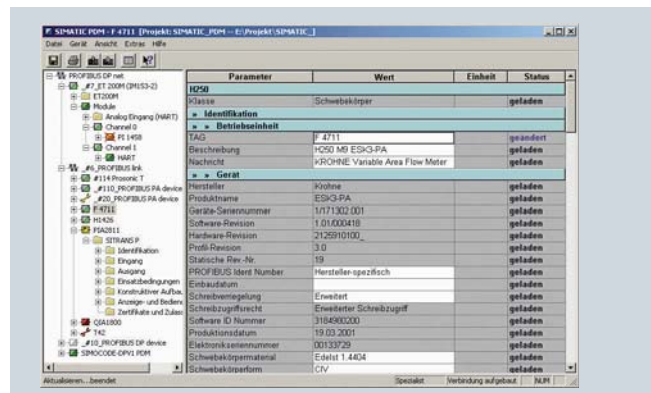 SIMATIC PDM - F 4711 [Projekt: SIMATIC_PDM -- E:\Projekt\SIMATIC_]
Datei Gerät Ansicht Extras Hilfe
PROFIBUS DP net
_#7_ET 200M (IM153-2)
ET200M
Module
Analog Eingang (HART)
Channel 0
PI 1458
Channel 1
HART
_#6_PROFIBUS link
#114 Prosonic T
_#110_PROFIBUS PA device
_#20_PROFIBUS PA device
F 4711
H1426
PIA2011
SITRANS P
Identifikation
Eingang
Ausgang
Einsatzbedingungen
Konstruktiver Aufbau,
Anzeige- und Bedien
Zertifikate und Zulas
QIA1800
T42
_#10_PROFIBUS DP device
SIMOCODE-DPV1 PDM
Parameter Wert Einheit Status
H250
Klasse Schwebekörper geladen
» Identifikation
» » Betriebseinheit
TAG F 4711 geändert
Beschreibung H250 M9 ESK3-PA geladen
Nachricht KROHNE Variable Area Flow Meter geladen
» » Gerät
Hersteller Krohne geladen
Produktname ESK3-PA geladen
Geräte-Seriennummer 1/171302.001 geladen
Software-Revision 1.01/000418 geladen
Hardware-Revision 2125910100_ geladen
Profil-Revision 3.0 geladen
Statische Rev.-Nr. 19 geladen
PROFIBUS Ident Number Hersteller-spezifisch geladen
Einbaudatum geladen
Schreibverriegelung Erweitert geladen
Schreibzugriffsrecht Erweiterter Schreibzugriff geladen
Software ID Nummer 3184980200 geladen
Produktionsdatum 19.03.2001 geladen
Elektronikseriennummer 00133729 geladen
Schwebekörpermaterial Edelst 1.4404 geladen
Schwebekörperform CIV geladen
Aktualisieren...beendet Spezialist Verbindung aufgebaut NUM